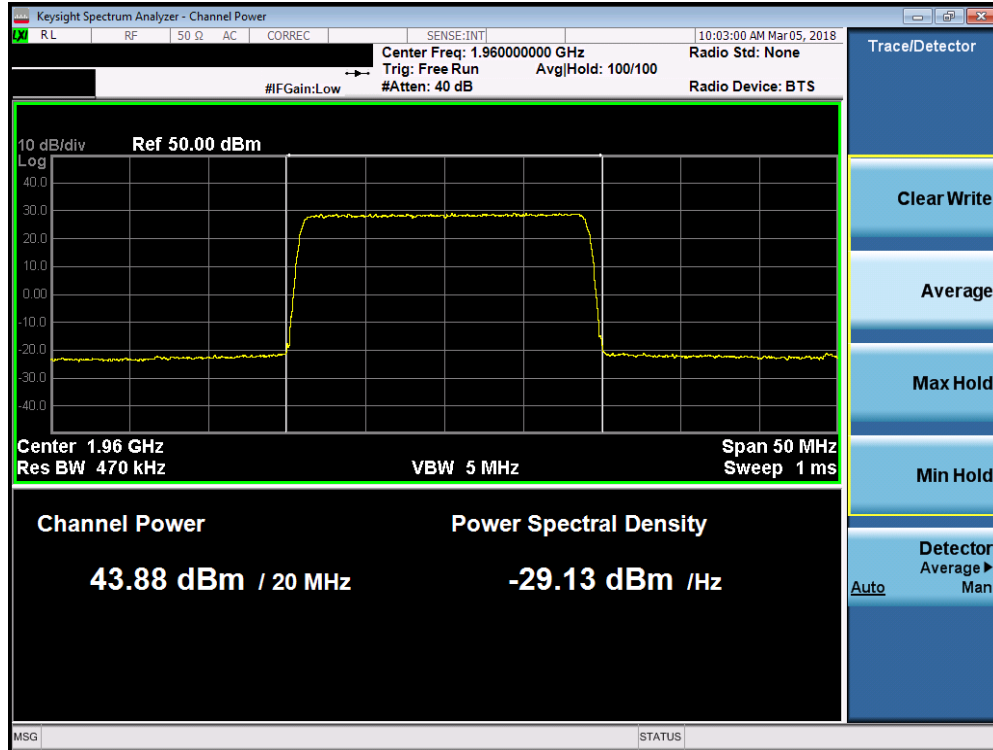 Keysight Spectrum Analyzer - Channel Power
LXI RL RF 50 Ω AC CORREC SENSE:INT 10:03:00 AM Mar 05, 2018
Center Freq: 1.960000000 GHz Radio Std: None
Trig: Free Run Avg|Hold: 100/100
#IFGain:Low #Atten: 40 dB Radio Device: BTS
Trace/Detector
10 dB/div Ref 50.00 dBm
Log
40.0
30.0
20.0
10.0
0.00
-10.0
-20.0
-30.0
-40.0
Center 1.96 GHz Span 50 MHz
Res BW 470 kHz VBW 5 MHz Sweep 1 ms
Channel Power Power Spectral Density
43.88 dBm / 20 MHz -29.13 dBm /Hz
Clear Write
Average
Max Hold
Min Hold
Detector
Average▶
Auto Man
MSG STATUS